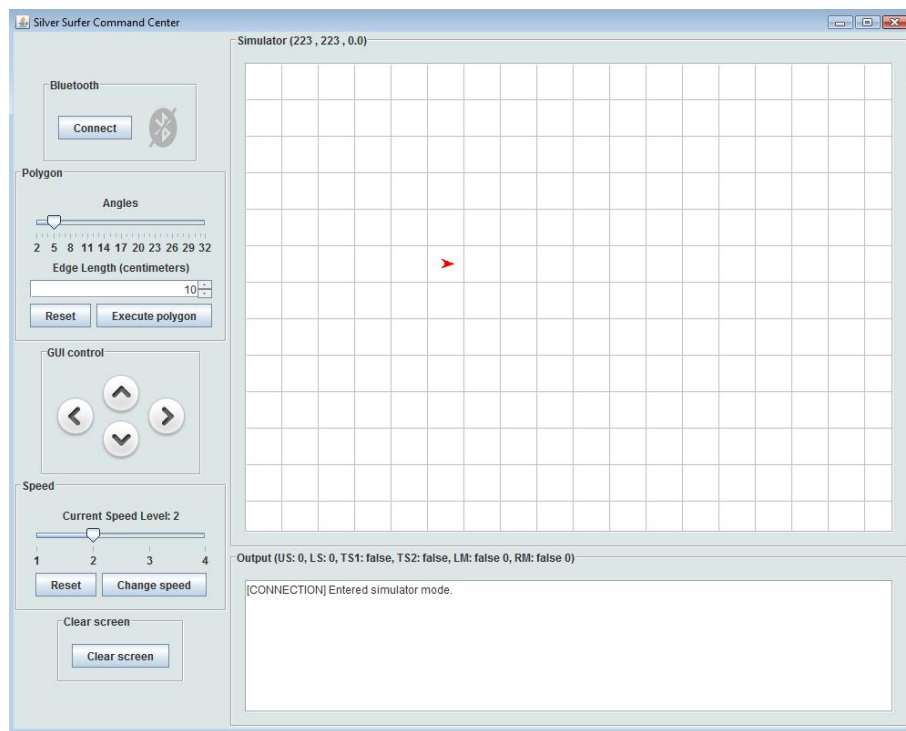 Silver Surfer Command Center
Bluetooth
Connect
Polygon
Angles
2 5 8 11 14 17 20 23 26 29 32
Edge Length (centimeters)
10
Reset Execute polygon
GUI control
Speed
Current Speed Level: 2
1 2 3 4
Reset Change speed
Clear screen
Clear screen
Simulator (223 , 223 , 0.0)
Output (US: 0, LS: 0, TS1: false, TS2: false, LM: false 0, RM: false 0)
[CONNECTION] Entered simulator mode.